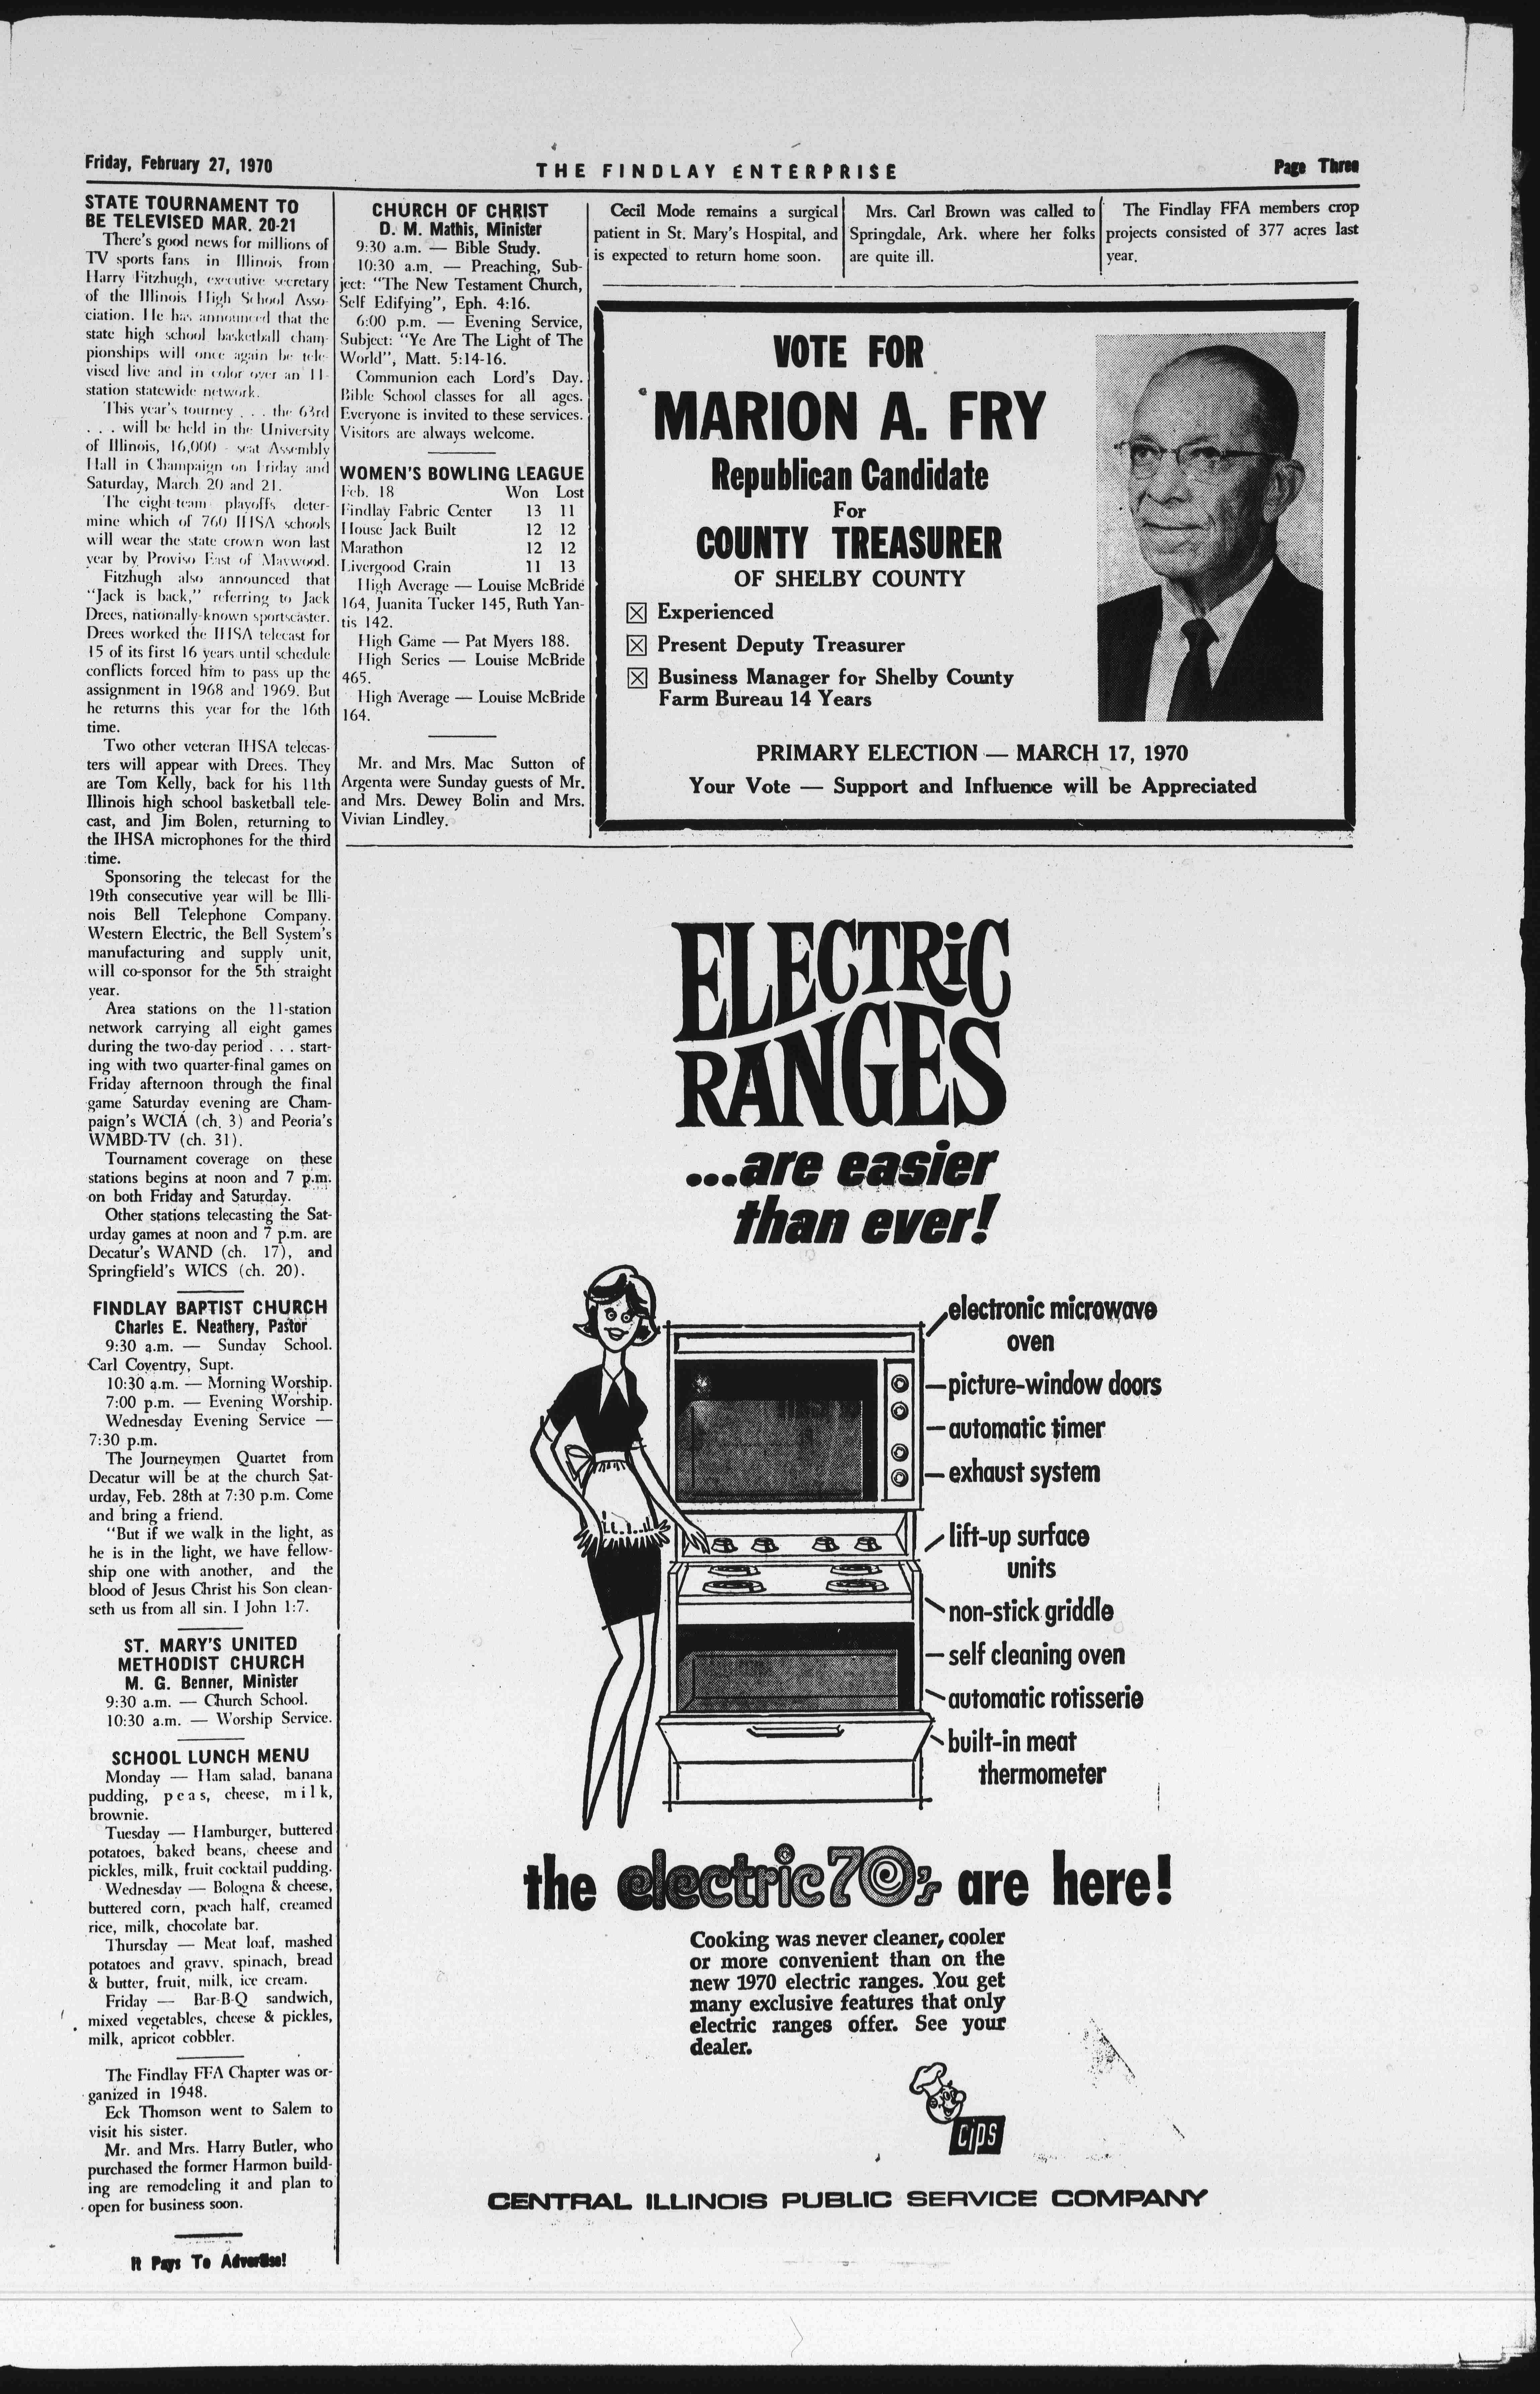 Friday, February 27, 1970
THE FINDLAY ENTERPRISE
Page Three
STATE TOURNAMENT TO
BE TELEVISED MAR. 20-21
There's good news for millions of
TV sports fans in Illinois from
Harry Fitzhugh, executive secretary
of the Illinois High School Asso-
ciation. He has announced that the
state high school basketball cham-
pionships will once again be tele-
vised live and in color over an 11-
station statewide network.
This year's tourney . . . the 63rd
. . . will be held in the University
of Illinois, 16,000 - seat Assembly
Hall in Champaign on Friday and
Saturday, March 20 and 21.
The eight-team playoffs deter-
mine which of 760 IHSA schools
will wear the state crown won last
year by Proviso East of Maywood.
Fitzhugh also announced that
"Jack is back," referring to Jack
Drees, nationally-known sportscaster.
Drees worked the IHSA telecast for
15 of its first 16 years until schedule
conflicts forced him to pass up the
assignment in 1968 and 1969. But
he returns this year for the 16th
time.
Two other veteran IHSA telecas-
ters will appear with Drees. They
are Tom Kelly, back for his 11th
Illinois high school basketball tele-
cast, and Jim Bolen, returning to
the IHSA microphones for the third
time.
Sponsoring the telecast for the
19th consecutive year will be Illi-
nois Bell Telephone Company.
Western Electric, the Bell System's
manufacturing and supply unit,
will co-sponsor for the 5th straight
year.
Area stations on the 11-station
network carrying all eight games
during the two-day period . . . start-
ing with two quarter-final games on
Friday afternoon through the final
game Saturday evening are Cham-
paign's WCIA (ch. 3) and Peoria's
WMBD-TV (ch. 31).
Tournament coverage on these
stations begins at noon and 7 p.m.
on both Friday and Saturday.
Other stations telecasting the Sat-
urday games at noon and 7 p.m. are
Decatur's WAND (ch. 17), and
Springfield's WICS (ch. 20).
FINDLAY BAPTIST CHURCH
Charles E. Neathery, Pastor
9:30 a.m. — Sunday School.
Carl Coventry, Supt.
10:30 a.m. — Morning Worship.
7:00 p.m. — Evening Worship.
Wednesday Evening Service —
7:30 p.m.
The Journeymen Quartet from
Decatur will be at the church Sat-
urday, Feb. 28th at 7:30 p.m. Come
and bring a friend.
"But if we walk in the light, as
he is in the light, we have fellow-
ship one with another, and the
blood of Jesus Christ his Son clean-
seth us from all sin. I John 1:7.
ST. MARY'S UNITED
METHODIST CHURCH
M. G. Benner, Minister
9:30 a.m. — Church School.
10:30 a.m. — Worship Service.
SCHOOL LUNCH MENU
Monday — Ham salad, banana
pudding, peas, cheese, milk,
brownie.
Tuesday — Hamburger, buttered
potatoes, baked beans, cheese and
pickles, milk, fruit cocktail pudding.
Wednesday — Bologna & cheese,
buttered corn, peach half, creamed
rice, milk, chocolate bar.
Thursday — Meat loaf, mashed
potatoes and gravy, spinach, bread
& butter, fruit, milk, ice cream.
Friday — Bar-B-Q sandwich,
mixed vegetables, cheese & pickles,
milk, apricot cobbler.
The Findlay FFA Chapter was or-
ganized in 1948.
Eck Thomson went to Salem to
visit his sister.
Mr. and Mrs. Harry Butler, who
purchased the former Harmon build-
ing are remodeling it and plan to
open for business soon.
It Pays To Advertise!
CHURCH OF CHRIST
D. M. Mathis, Minister
9:30 a.m. — Bible Study.
10:30 a.m. — Preaching, Sub-
ject: "The New Testament Church,
Self Edifying", Eph. 4:16.
6:00 p.m. — Evening Service,
Subject: "Ye Are The Light of The
World", Matt. 5:14-16.
Communion each Lord's Day.
Bible School classes for all ages.
Everyone is invited to these services.
Visitors are always welcome.
WOMEN'S BOWLING LEAGUE
Feb. 18 Won Lost
Findlay Fabric Center 13 11
House Jack Built 12 12
Marathon 12 12
Livergood Grain 11 13
High Average — Louise McBride
164, Juanita Tucker 145, Ruth Yan-
tis 142.
High Game — Pat Myers 188.
High Series — Louise McBride
465.
High Average — Louise McBride
164.
Mr. and Mrs. Mac Sutton of
Argenta were Sunday guests of Mr.
and Mrs. Dewey Bolin and Mrs.
Vivian Lindley.
Cecil Mode remains a surgical
patient in St. Mary's Hospital, and
is expected to return home soon.
Mrs. Carl Brown was called to
Springdale, Ark. where her folks
are quite ill.
The Findlay FFA members crop
projects consisted of 377 acres last
year.
VOTE FOR
MARION A. FRY
Republican Candidate
For
COUNTY TREASURER
OF SHELBY COUNTY
☒ Experienced
☒ Present Deputy Treasurer
☒ Business Manager for Shelby County
Farm Bureau 14 Years
PRIMARY ELECTION — MARCH 17, 1970
Your Vote — Support and Influence will be Appreciated
ELECTRiC
RANGES
...are easier
than ever!
electronic microwave
oven
picture-window doors
automatic timer
exhaust system
lift-up surface
units
non-stick griddle
self cleaning oven
automatic rotisserie
built-in meat
thermometer
the electric 70's are here!
Cooking was never cleaner, cooler
or more convenient than on the
new 1970 electric ranges. You get
many exclusive features that only
electric ranges offer. See your
dealer.
CIPS
CENTRAL ILLINOIS PUBLIC SERVICE COMPANY